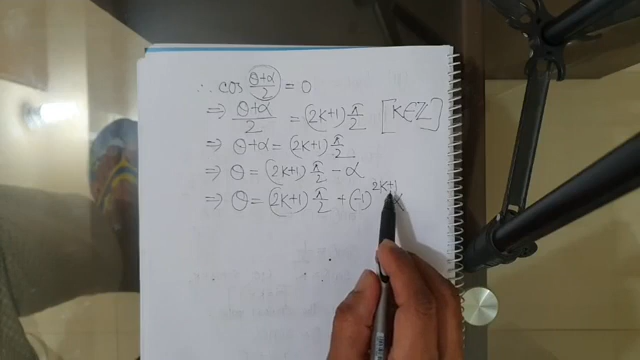 ∴ cos (θ+α)/2 = 0
⇒ (θ+α)/2 = (2K+1) π/2 [K∈ℤ]
⇒ θ+α = (2K+1) π/2
⇒ θ = (2K+1) π/2 - α
⇒ θ = (2K+1) π/2 + (-1)^(2K+1) α